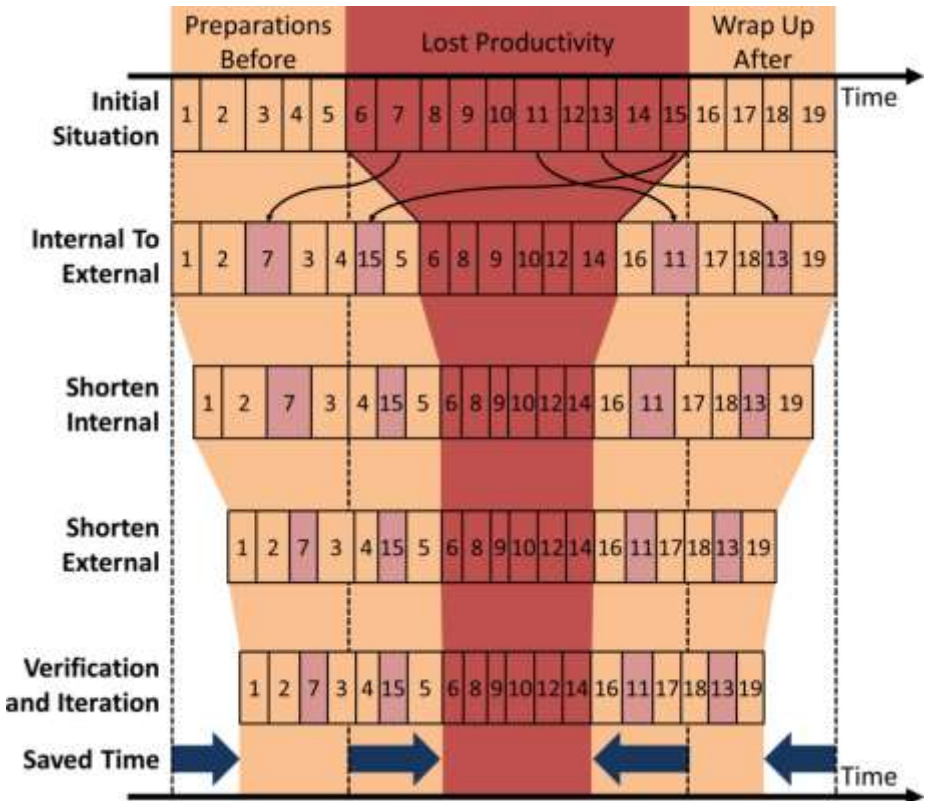 Preparations
Before
Lost Productivity
Wrap Up
After
Time
Initial
Situation
1 2 3 4 5 6 7 8 9 10 11 12 13 14 15 16 17 18 19
Internal To
External
1 2 7 3 4 15 5 6 8 9 10 12 14 16 11 17 18 13 19
Shorten
Internal
1 2 7 3 4 15 5 6 8 9 10 12 14 16 11 17 18 13 19
Shorten
External
1 2 7 3 4 15 5 6 8 9 10 12 14 16 11 17 18 13 19
Verification
and Iteration
1 2 7 3 4 15 5 6 8 9 10 12 14 16 11 17 18 13 19
Saved Time
Time